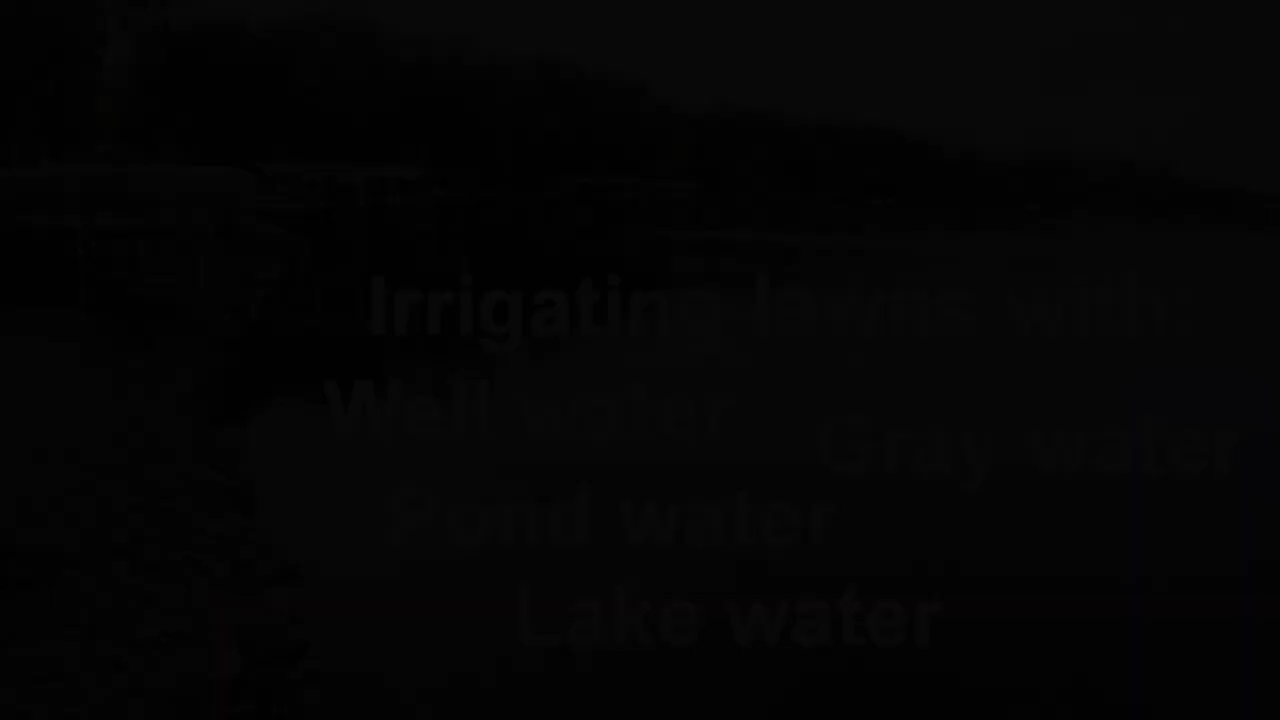 Irrigating lawns with
Well water
Gray water
Pond water
Lake water